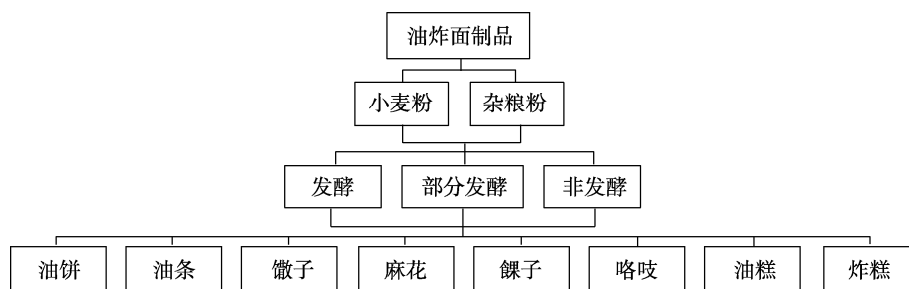 油炸面制品
小麦粉 杂粮粉
发酵 部分发酵 非发酵
油饼 油条 馓子 麻花 餜子 咯吱 油糕 炸糕